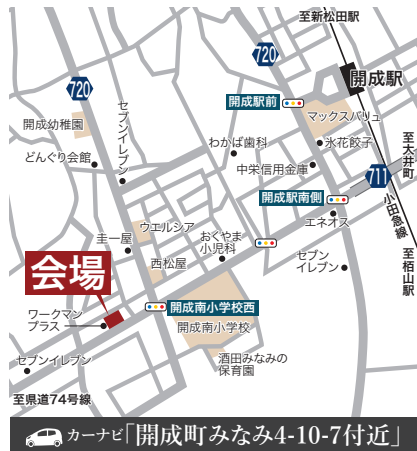 至新松田駅
720
720
開成駅
開成駅前
マックスバリュ
開成幼稚園
セブンイレブン
わかば歯科
氷花餃子
至大井町
どんぐり会館
中栄信用金庫
711
開成駅南側
小田急線
エネオス
ウエルシア
圭一屋
おくやま
小児科
セブン
イレブン
至栢山駅
西松屋
会場
開成南小学校西
ワークマン
プラス
開成南小学校
セブンイレブン
酒田みなみの
保育園
至県道74号線
カーナビ「開成町みなみ4-10-7付近」